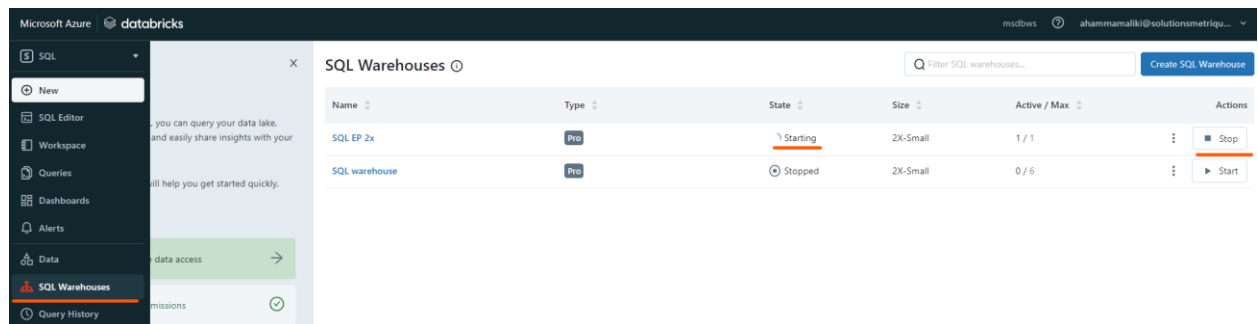 Microsoft Azure databricks msdbws ? ahammamaliki@solutionsmetriqu...
S SQL
New
SQL Editor
Workspace
Queries
Dashboards
Alerts
Data
SQL Warehouses
Query History
X
, you can query your data lake,
and easily share insights with your
will help you get started quickly.
data access
missions
SQL Warehouses
Filter SQL warehouses...
Create SQL Warehouse
Name Type State Size Active / Max Actions
SQL EP 2x Pro Starting 2X-Small 1 / 1 Stop
SQL warehouse Pro Stopped 2X-Small 0 / 6 Start